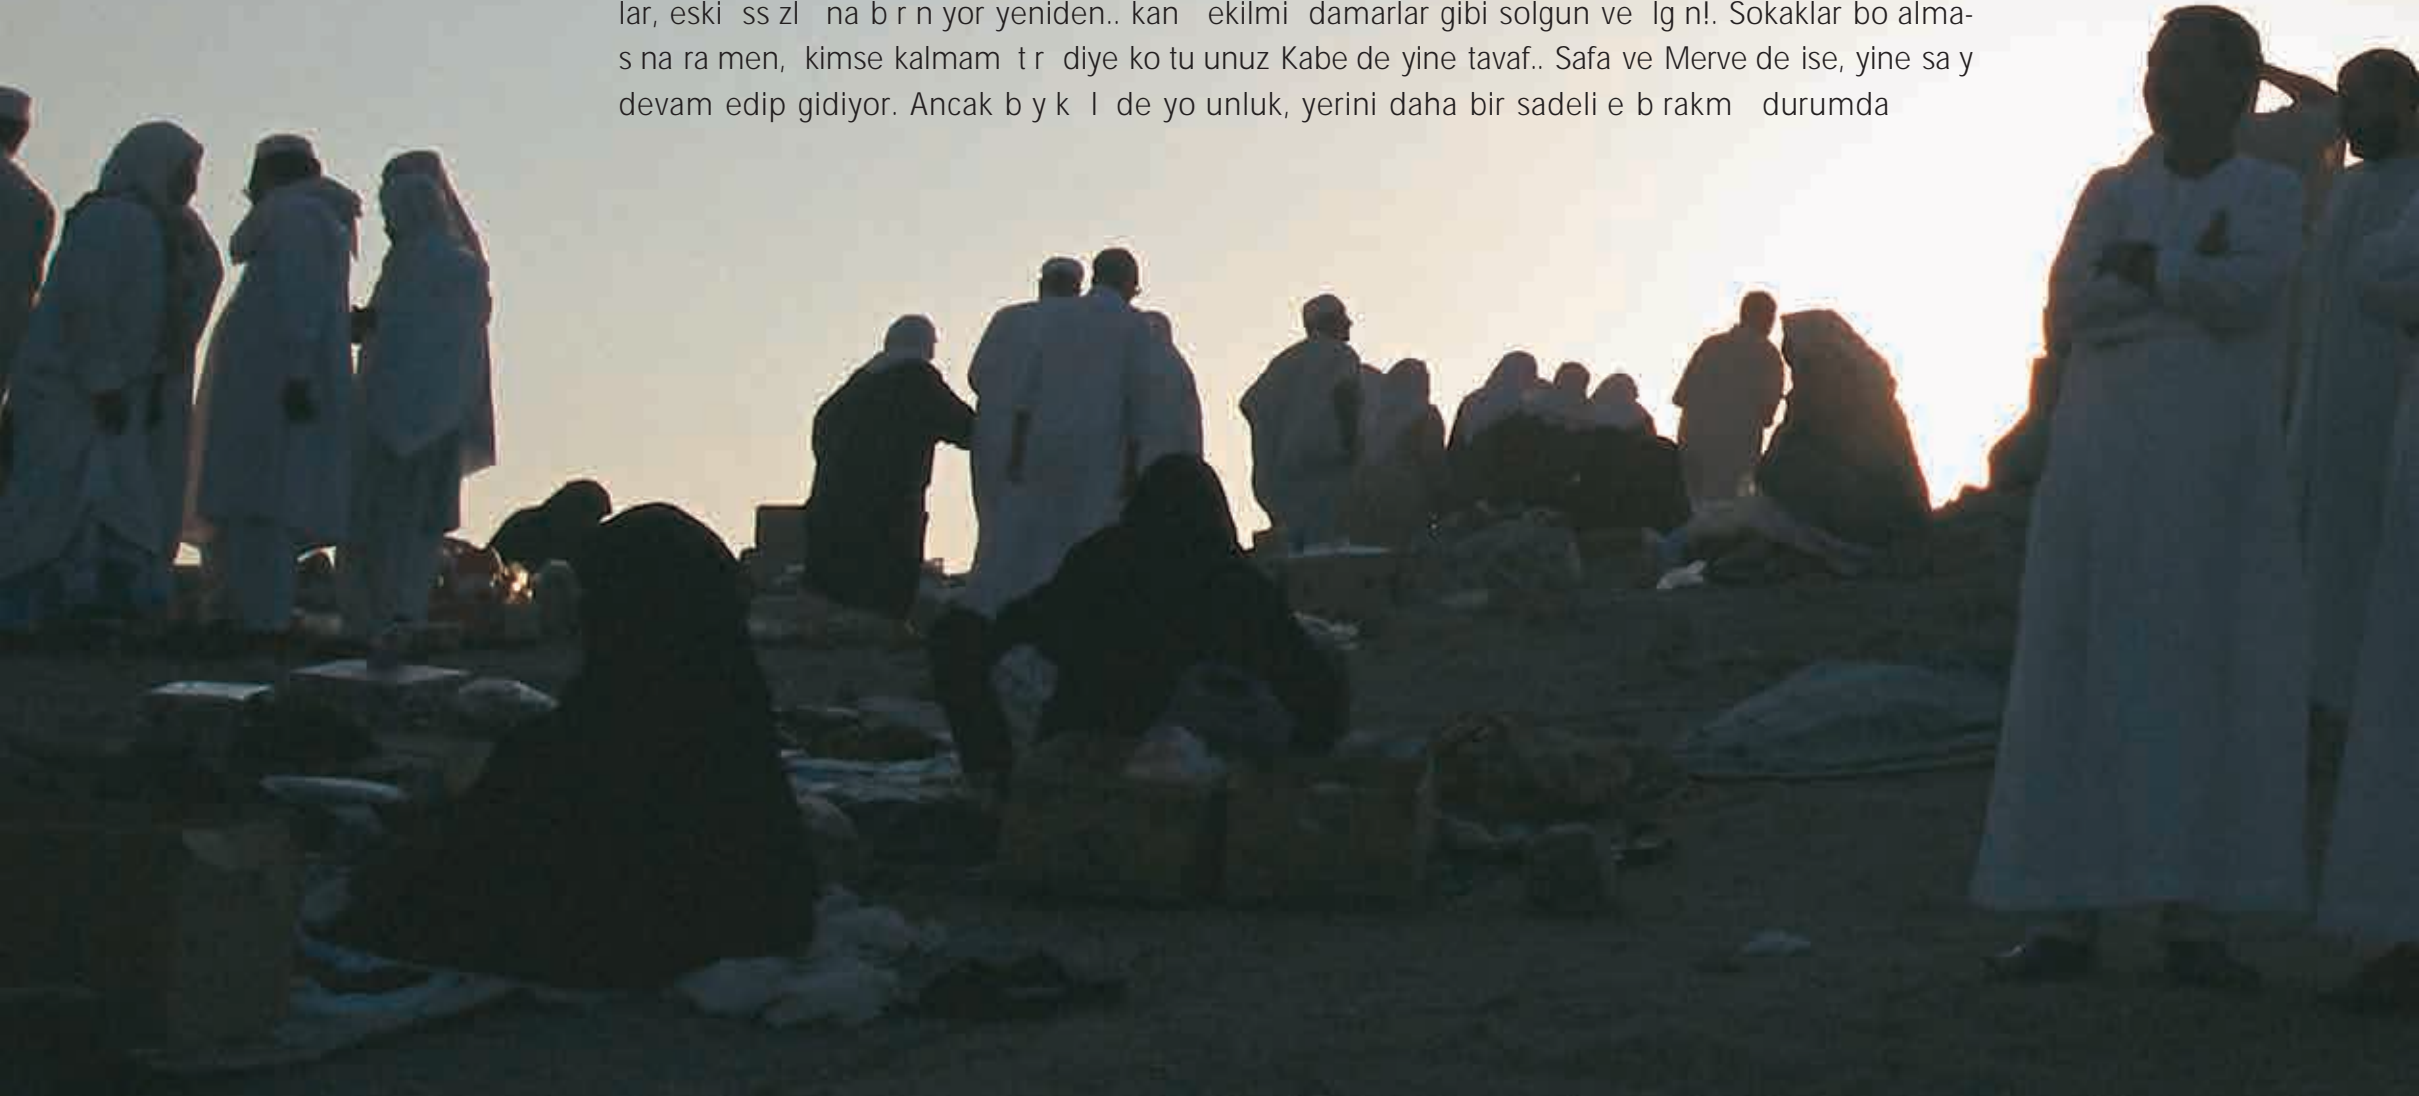 lar, eski ss zl na b r n yor yeniden.. kan ekilmi damarlar gibi solgun ve lg n!. Sokaklar bo alma-
s na ra men, kimse kalmam t r diye ko tu unuz Kabe de yine tavaf.. Safa ve Merve de ise, yine sa y
devam edip gidiyor. Ancak b y k l de yo unluk, yerini daha bir sadeli e b rakm durumda